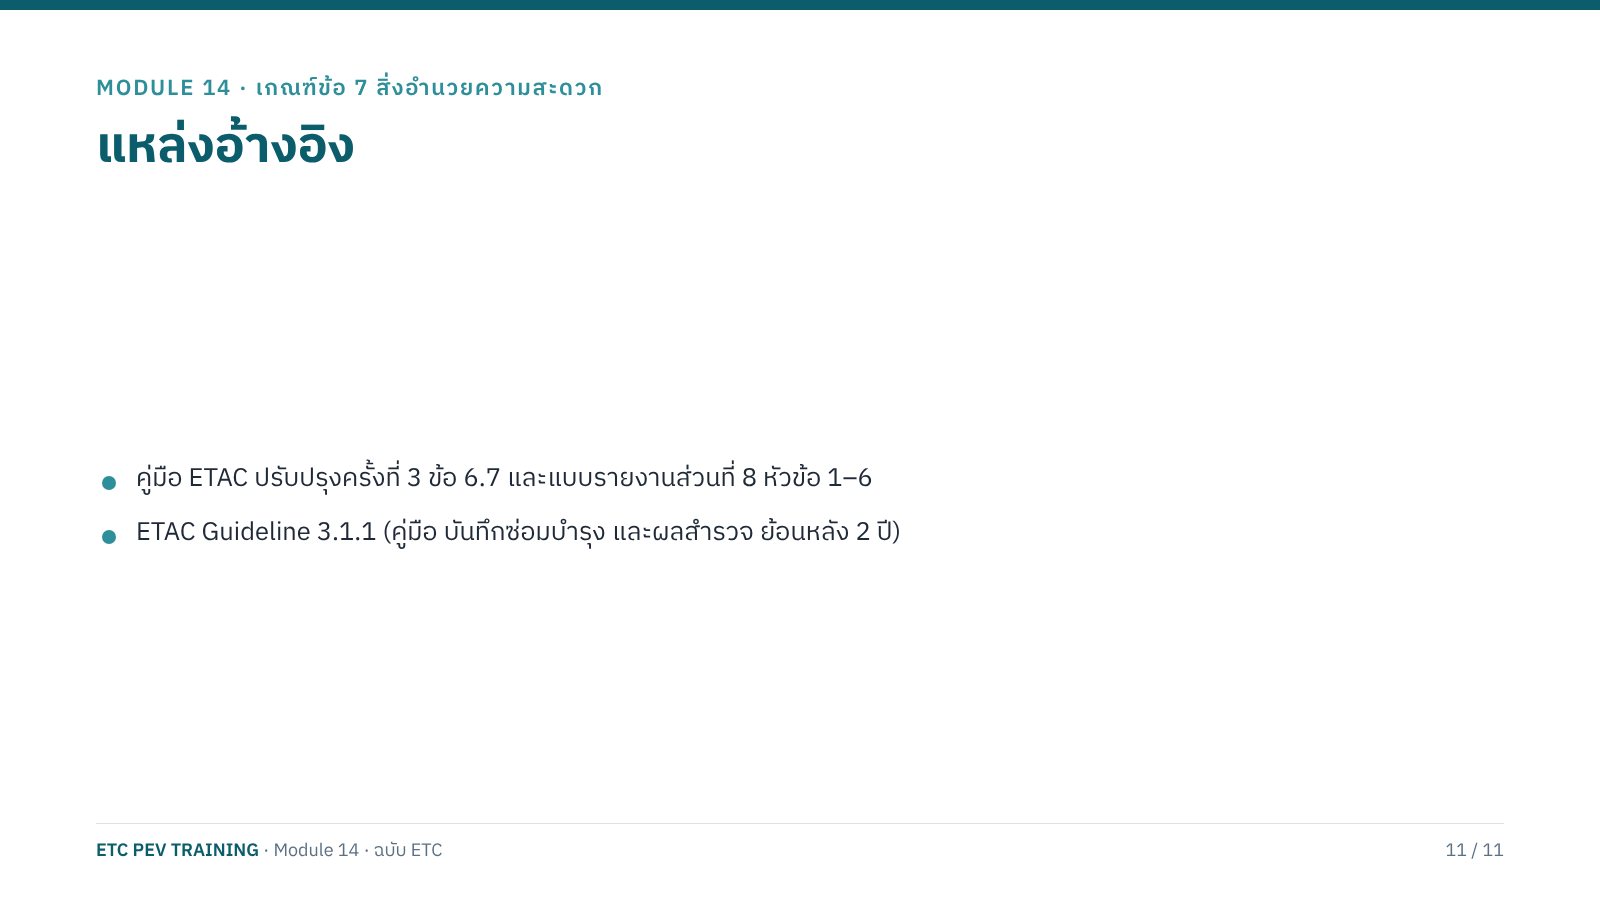 MODULE 14 · เกณฑ์ข้อ 7 สิ่งอำนวยความสะดวก
แหล่งอ้างอิง
คู่มือ ETAC ปรับปรุงครั้งที่ 3 ข้อ 6.7 และแบบรายงานส่วนที่ 8 หัวข้อ 1–6
ETAC Guideline 3.1.1 (คู่มือ บันทึกซ่อมบำรุง และผลสำรวจ ย้อนหลัง 2 ปี)
ETC PEV TRAINING · Module 14 · ฉบับ ETC
11 / 11